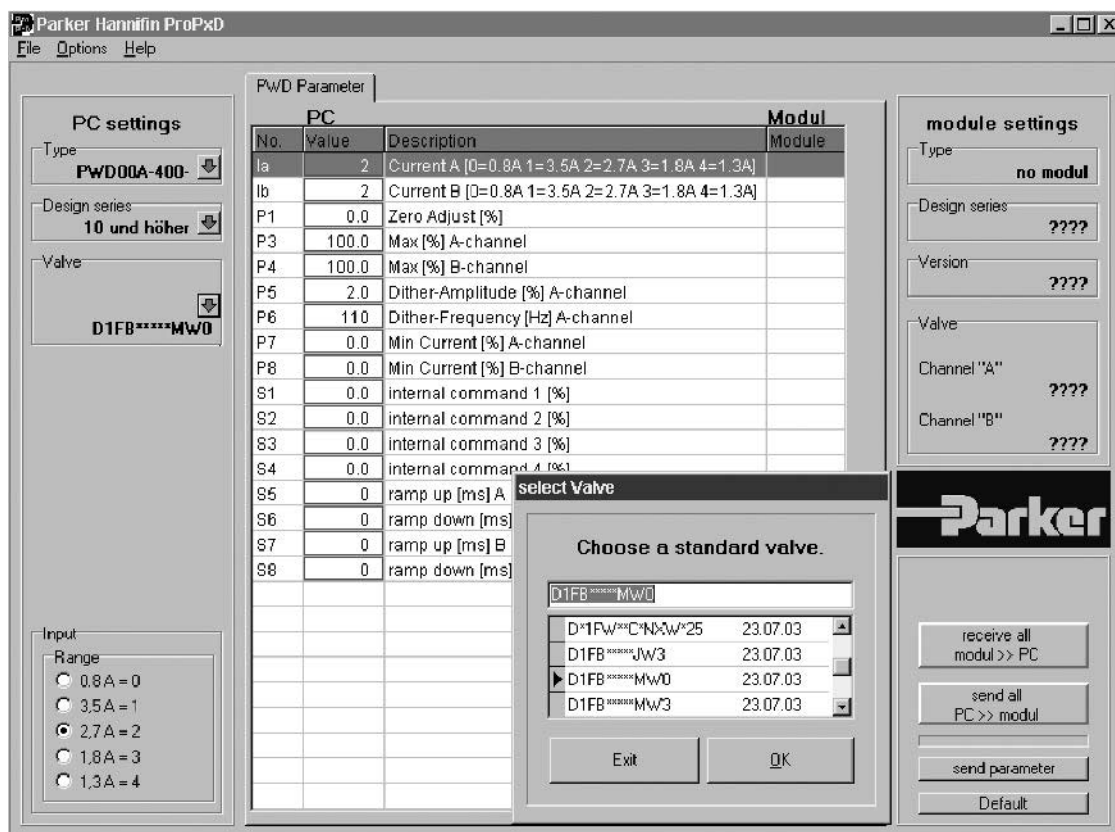 Parker Hannifin ProPxD
File Options Help
PWD Parameter
PC settings
Type
PWD00A-400-
Design series
10 und höher
Valve
D1FB*****MW0
Input
Range
0.8A = 0
3,5A = 1
2,7A = 2
1,8A = 3
1,3A = 4
PC Modul
No. Value Description Module
Ia 2 Current A [0=0.8A 1=3.5A 2=2.7A 3=1.8A 4=1.3A]
Ib 2 Current B [0=0.8A 1=3.5A 2=2.7A 3=1.8A 4=1.3A]
P1 0.0 Zero Adjust [%]
P3 100.0 Max [%] A-channel
P4 100.0 Max [%] B-channel
P5 2.0 Dither-Amplitude [%] A-channel
P6 110 Dither-Frequency [Hz] A-channel
P7 0.0 Min Current [%] A-channel
P8 0.0 Min Current [%] B-channel
S1 0.0 internal command 1 [%]
S2 0.0 internal command 2 [%]
S3 0.0 internal command 3 [%]
S4 0.0 internal command 4 [%]
S5 0 ramp up [ms] A
S6 0 ramp down [ms]
S7 0 ramp up [ms] B
S8 0 ramp down [ms]
select Valve
Choose a standard valve.
D1FB*****MW0
D*1FW**C*NXW*25 23.07.03
D1FB*****JW3 23.07.03
D1FB*****MW0 23.07.03
D1FB*****MW3 23.07.03
Exit OK
module settings
Type
no modul
Design series
????
Version
????
Valve
Channel "A"
????
Channel "B"
????
Parker
receive all
modul >> PC
send all
PC >> modul
send parameter
Default